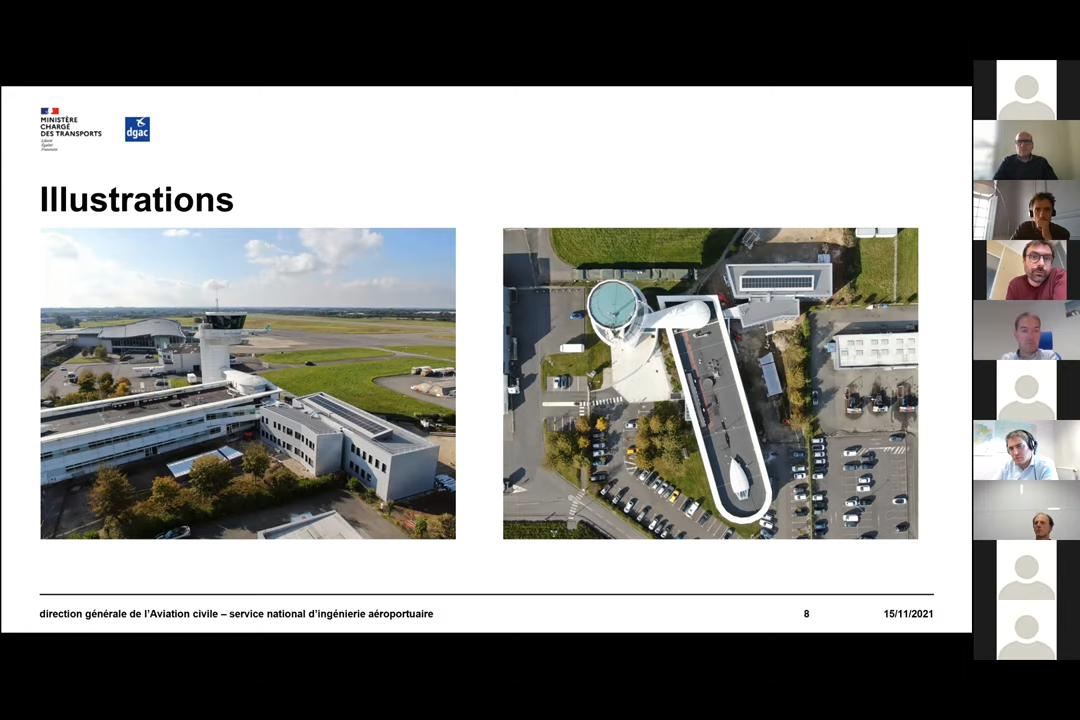 MINISTÈRE
CHARGÉ
DES TRANSPORTS
Liberté
Égalité
Fraternité
dgac
Illustrations
direction générale de l'Aviation civile – service national d'ingénierie aéroportuaire
8
15/11/2021